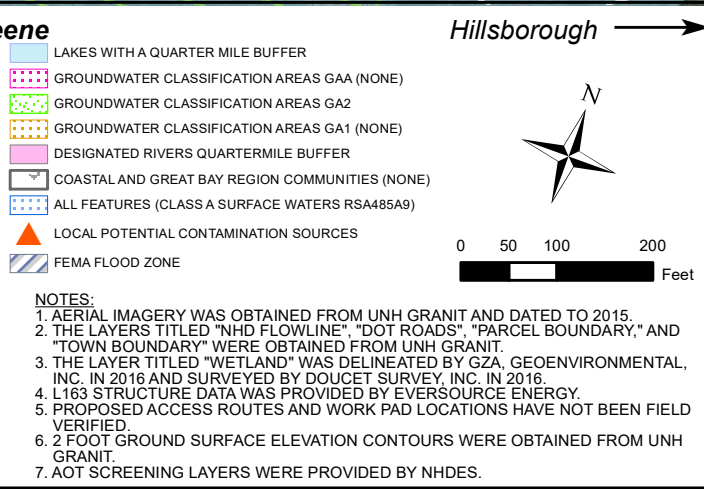 eene
Hillsborough
LAKES WITH A QUARTER MILE BUFFER
GROUNDWATER CLASSIFICATION AREAS GAA (NONE)
GROUNDWATER CLASSIFICATION AREAS GA2
GROUNDWATER CLASSIFICATION AREAS GA1 (NONE)
DESIGNATED RIVERS QUARTERMILE BUFFER
COASTAL AND GREAT BAY REGION COMMUNITIES (NONE)
ALL FEATURES (CLASS A SURFACE WATERS RSA485A9)
LOCAL POTENTIAL CONTAMINATION SOURCES
FEMA FLOOD ZONE
N
0 50 100 200
Feet
NOTES:
1. AERIAL IMAGERY WAS OBTAINED FROM UNH GRANIT AND DATED TO 2015.
2. THE LAYERS TITLED "NHD FLOWLINE", "DOT ROADS", "PARCEL BOUNDARY," AND
"TOWN BOUNDARY" WERE OBTAINED FROM UNH GRANIT.
3. THE LAYER TITLED "WETLAND" WAS DELINEATED BY GZA, GEOENVIRONMENTAL,
INC. IN 2016 AND SURVEYED BY DOUCET SURVEY, INC. IN 2016.
4. L163 STRUCTURE DATA WAS PROVIDED BY EVERSOURCE ENERGY.
5. PROPOSED ACCESS ROUTES AND WORK PAD LOCATIONS HAVE NOT BEEN FIELD
VERIFIED.
6. 2 FOOT GROUND SURFACE ELEVATION CONTOURS WERE OBTAINED FROM UNH
GRANIT.
7. AOT SCREENING LAYERS WERE PROVIDED BY NHDES.